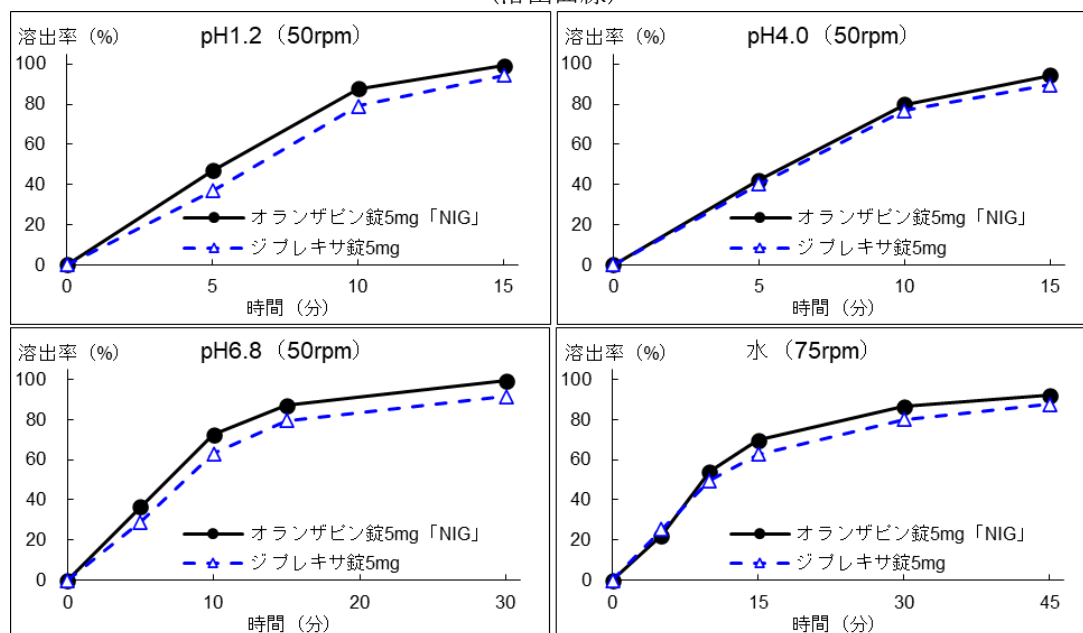 (溶出曲線)
溶出率 (%)
pH1.2 (50rpm)
100
80
60
40
20
0
オランザピン錠5mg「NIG」
ジプレキサ錠5mg
0 5 10 15
時間 (分)
溶出率 (%)
pH4.0 (50rpm)
100
80
60
40
20
0
オランザピン錠5mg「NIG」
ジプレキサ錠5mg
0 5 10 15
時間 (分)
溶出率 (%)
pH6.8 (50rpm)
100
80
60
40
20
0
オランザピン錠5mg「NIG」
ジプレキサ錠5mg
0 10 20 30
時間 (分)
溶出率 (%)
水 (75rpm)
100
80
60
40
20
0
オランザピン錠5mg「NIG」
ジプレキサ錠5mg
0 15 30 45
時間 (分)